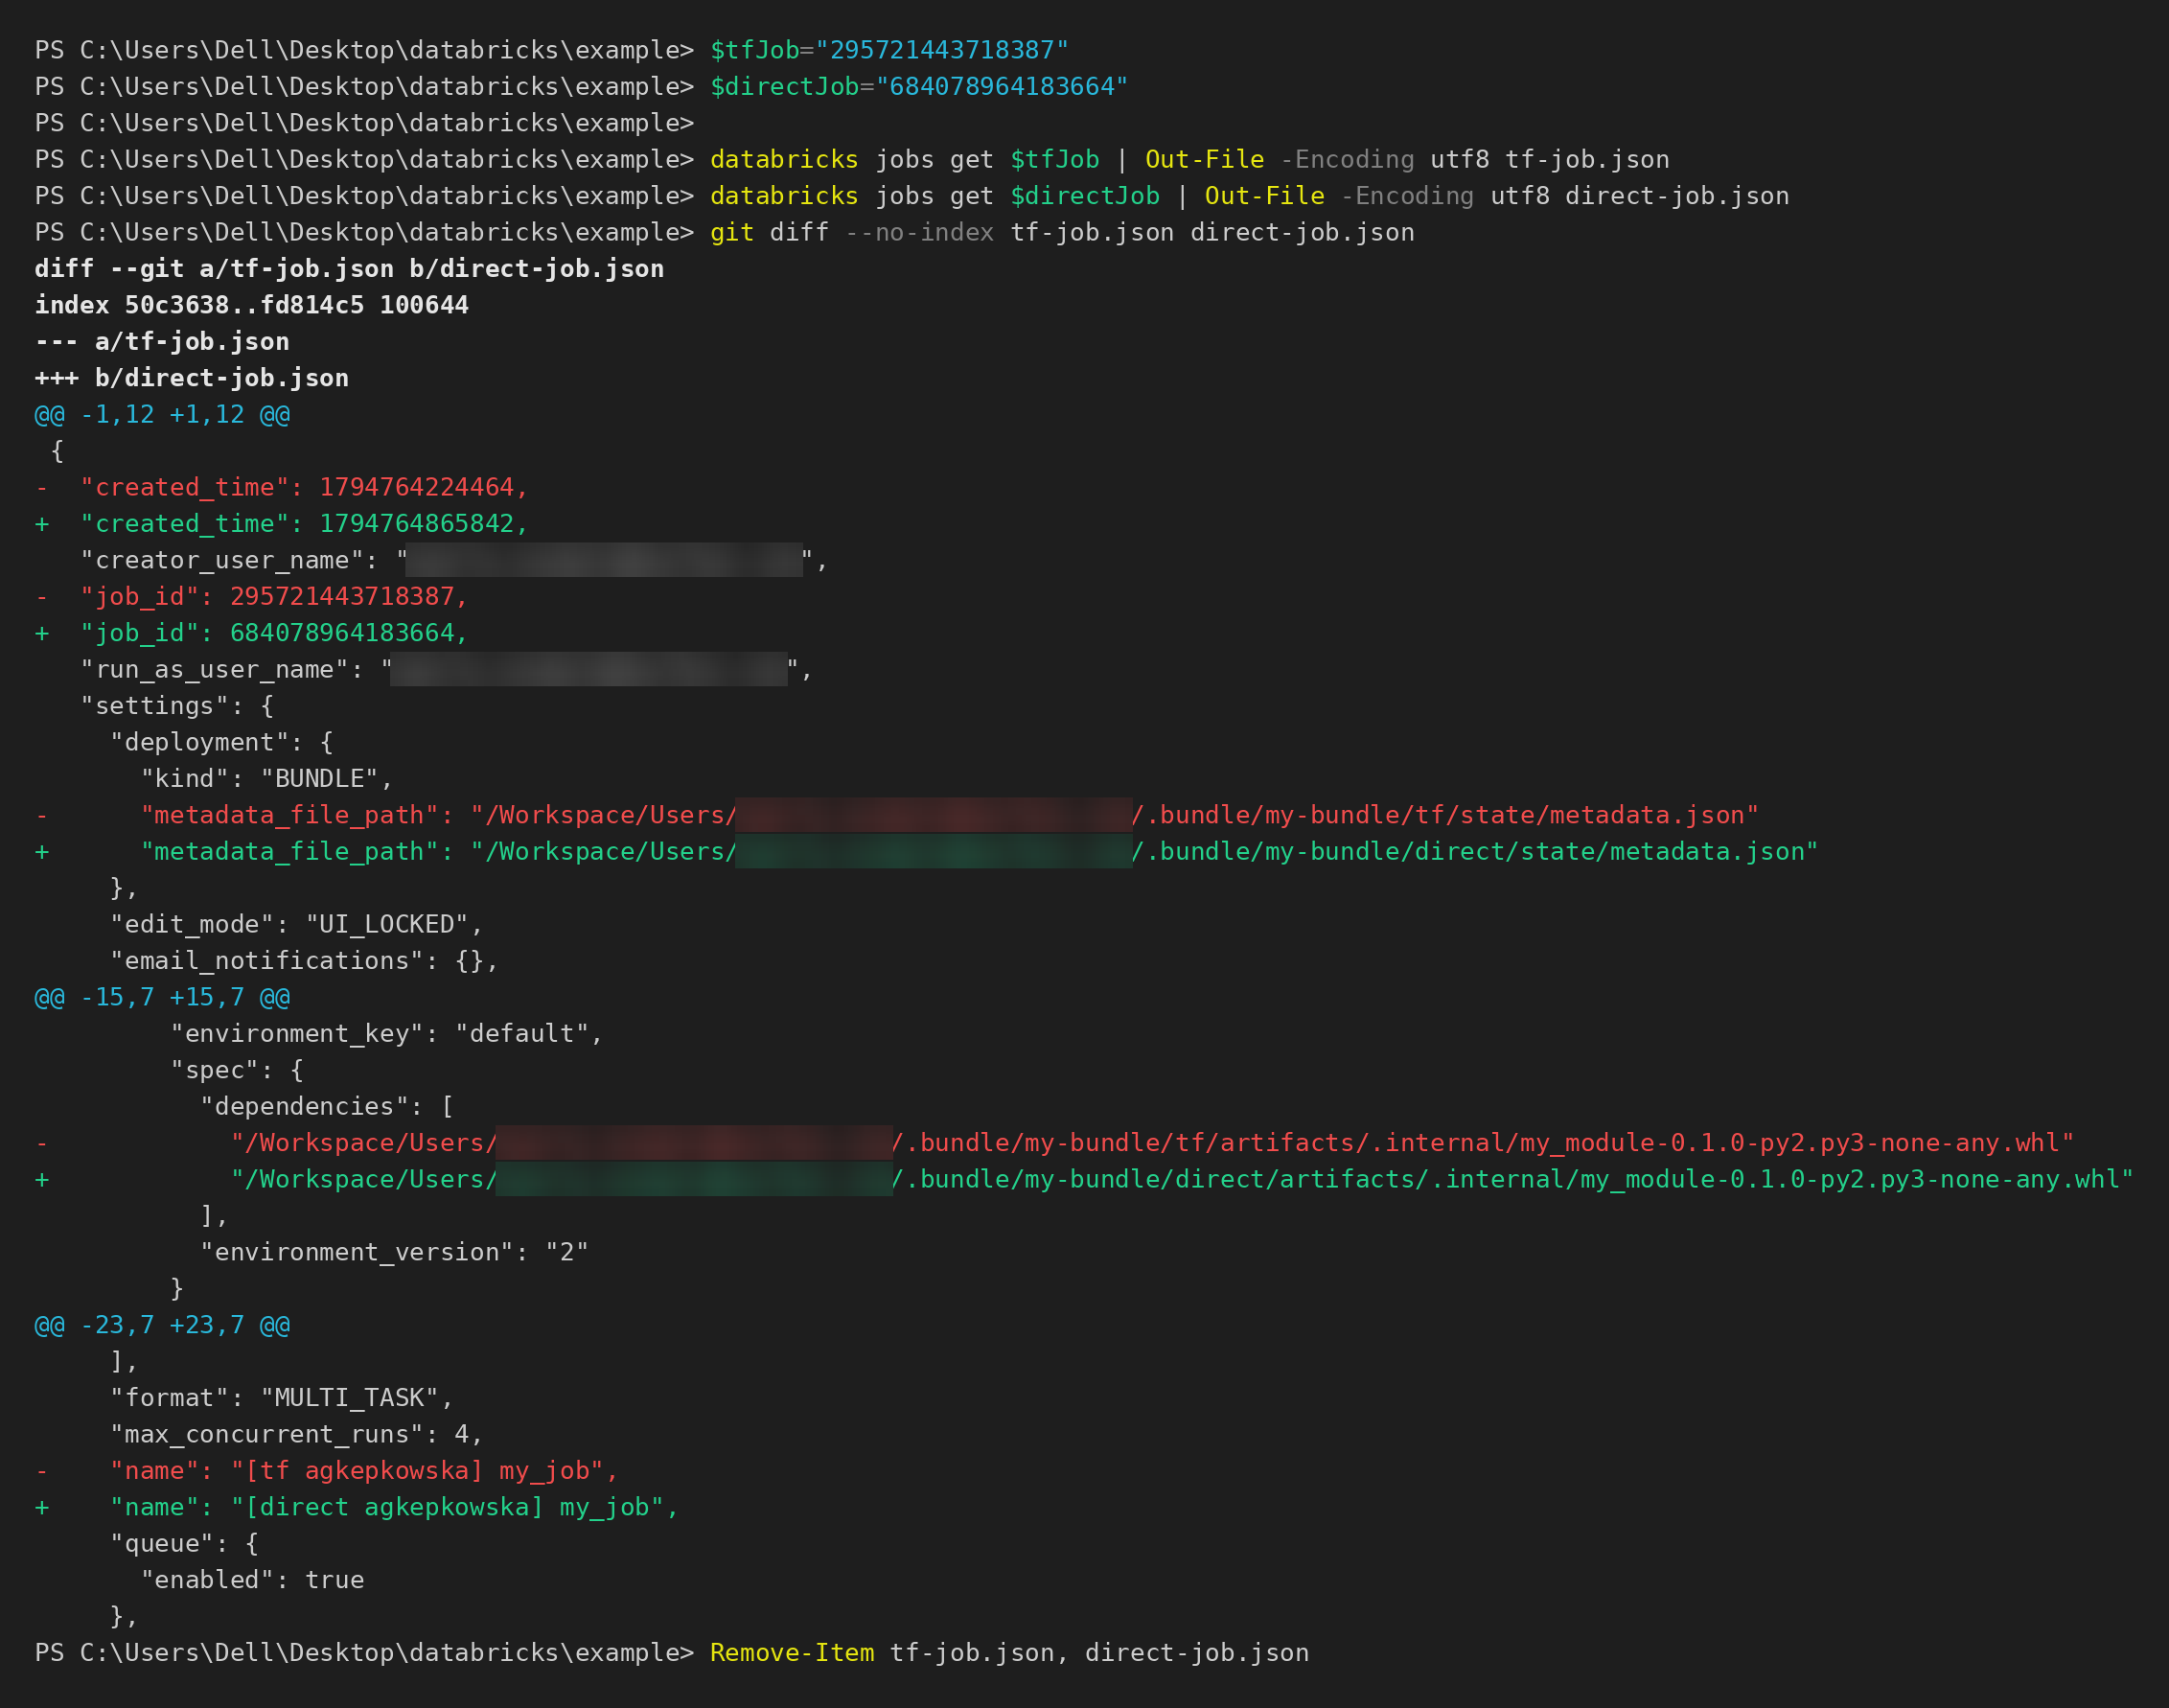 PS C:\Users\Dell\Desktop\databricks\example> $tfJob="295721443718387"
PS C:\Users\Dell\Desktop\databricks\example> $directJob="684078964183664"
PS C:\Users\Dell\Desktop\databricks\example>
PS C:\Users\Dell\Desktop\databricks\example> databricks jobs get $tfJob | Out-File -Encoding utf8 tf-job.json
PS C:\Users\Dell\Desktop\databricks\example> databricks jobs get $directJob | Out-File -Encoding utf8 direct-job.json
PS C:\Users\Dell\Desktop\databricks\example> git diff --no-index tf-job.json direct-job.json
diff --git a/tf-job.json b/direct-job.json
index 50c3638..fd814c5 100644
--- a/tf-job.json
+++ b/direct-job.json
@@ -1,12 +1,12 @@
 {
-  "created_time": 1794764224464,
+  "created_time": 1794764865842,
   "creator_user_name": "",
-  "job_id": 295721443718387,
+  "job_id": 684078964183664,
   "run_as_user_name": "",
   "settings": {
     "deployment": {
       "kind": "BUNDLE",
-      "metadata_file_path": "/Workspace/Users//.bundle/my-bundle/tf/state/metadata.json"
+      "metadata_file_path": "/Workspace/Users//.bundle/my-bundle/direct/state/metadata.json"
     },
     "edit_mode": "UI_LOCKED",
     "email_notifications": {},
@@ -15,7 +15,7 @@
         "environment_key": "default",
         "spec": {
           "dependencies": [
-            "/Workspace/Users//.bundle/my-bundle/tf/artifacts/.internal/my_module-0.1.0-py2.py3-none-any.whl"
+            "/Workspace/Users//.bundle/my-bundle/direct/artifacts/.internal/my_module-0.1.0-py2.py3-none-any.whl"
           ],
           "environment_version": "2"
         }
@@ -23,7 +23,7 @@
     ],
     "format": "MULTI_TASK",
     "max_concurrent_runs": 4,
-    "name": "[tf agkepkowska] my_job",
+    "name": "[direct agkepkowska] my_job",
     "queue": {
       "enabled": true
     },
PS C:\Users\Dell\Desktop\databricks\example> Remove-Item tf-job.json, direct-job.json